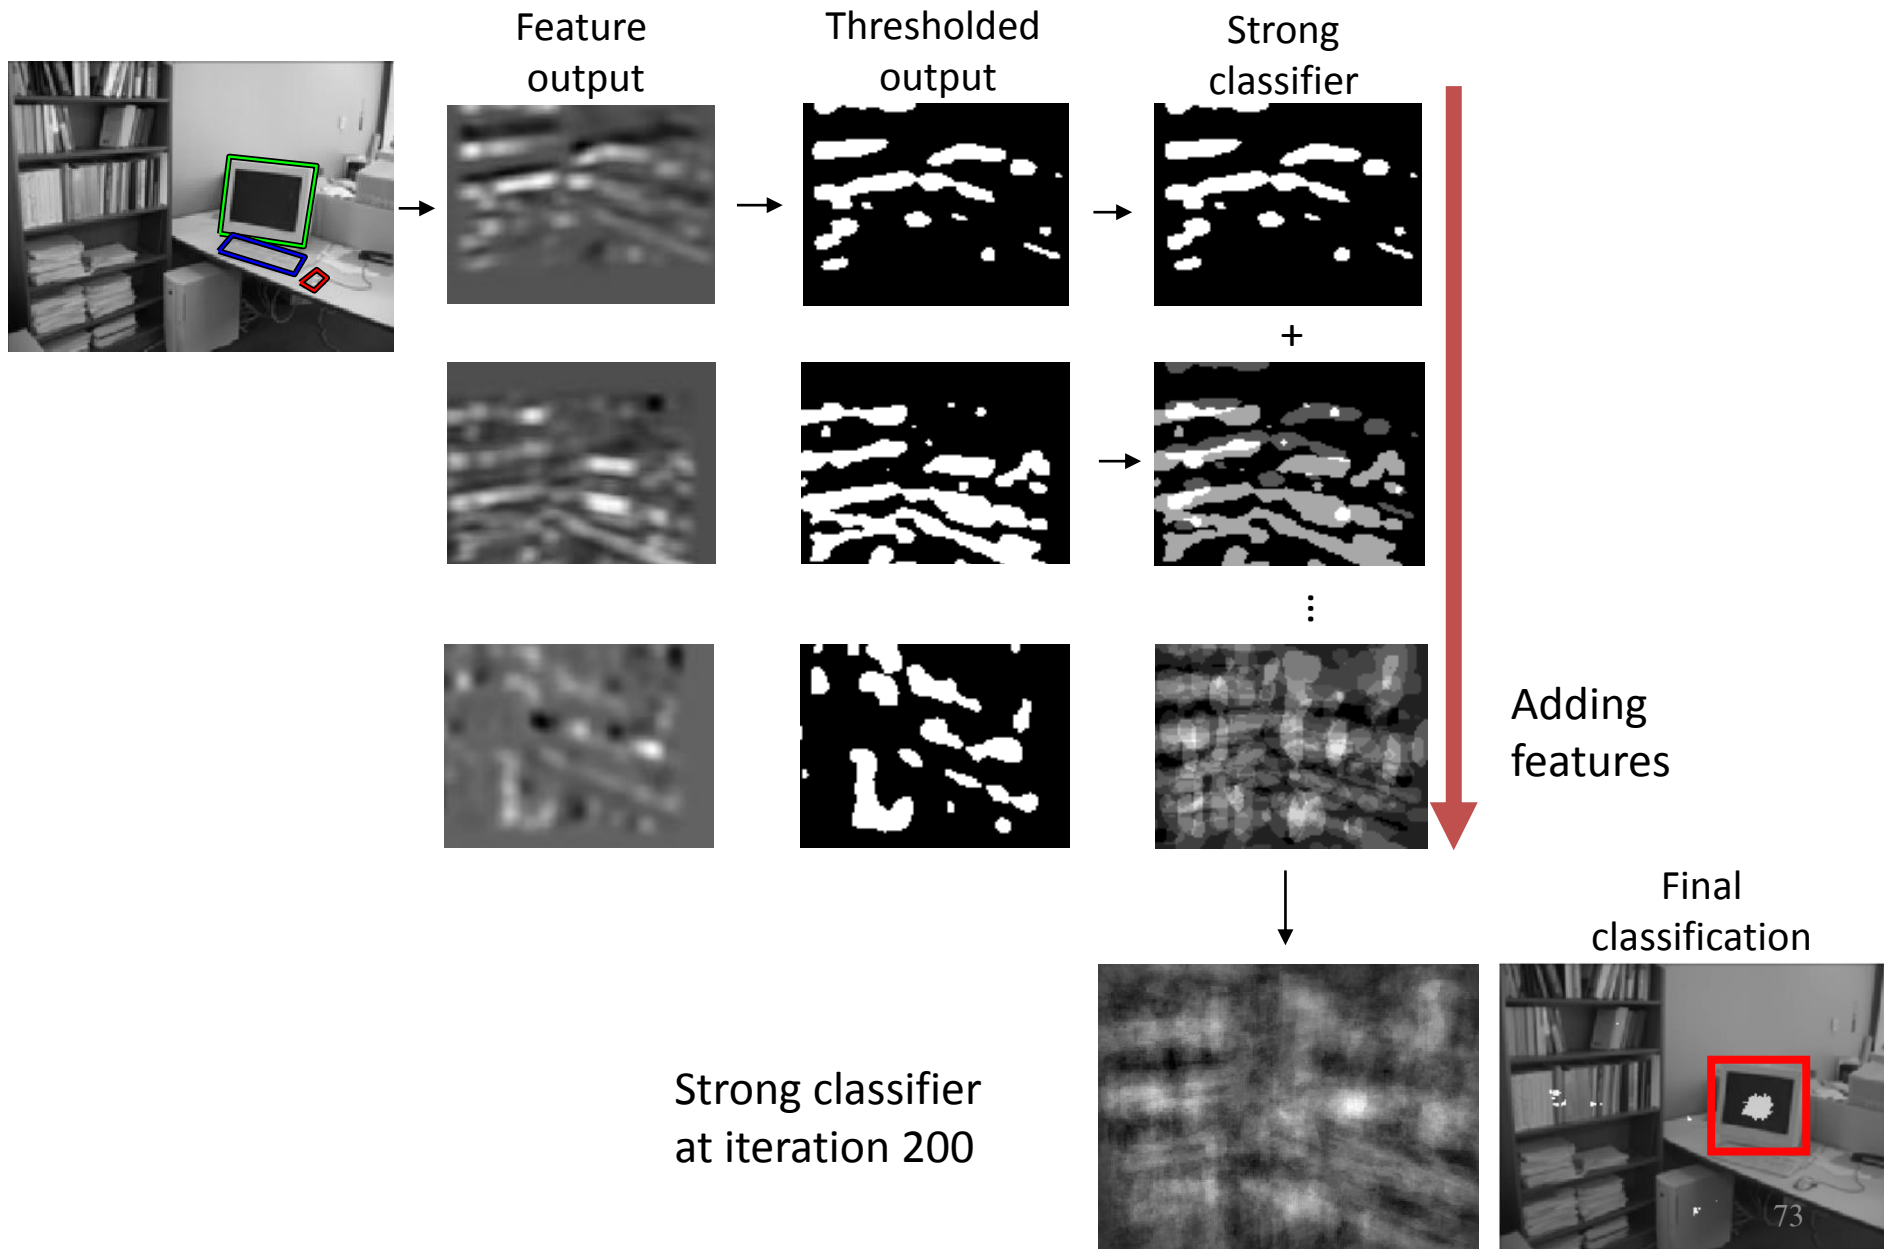 Feature
output
Thresholded
output
Strong
classifier
+
⋮
Adding
features
Final
classification
Strong classifier
at iteration 200
73